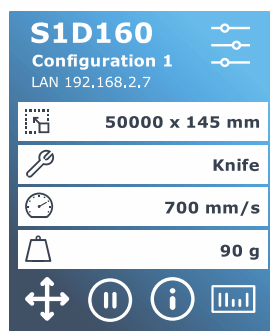 S1D160
Configuration 1
LAN 192.168.2.7
50000 x 145 mm
Knife
700 mm/s
90 g